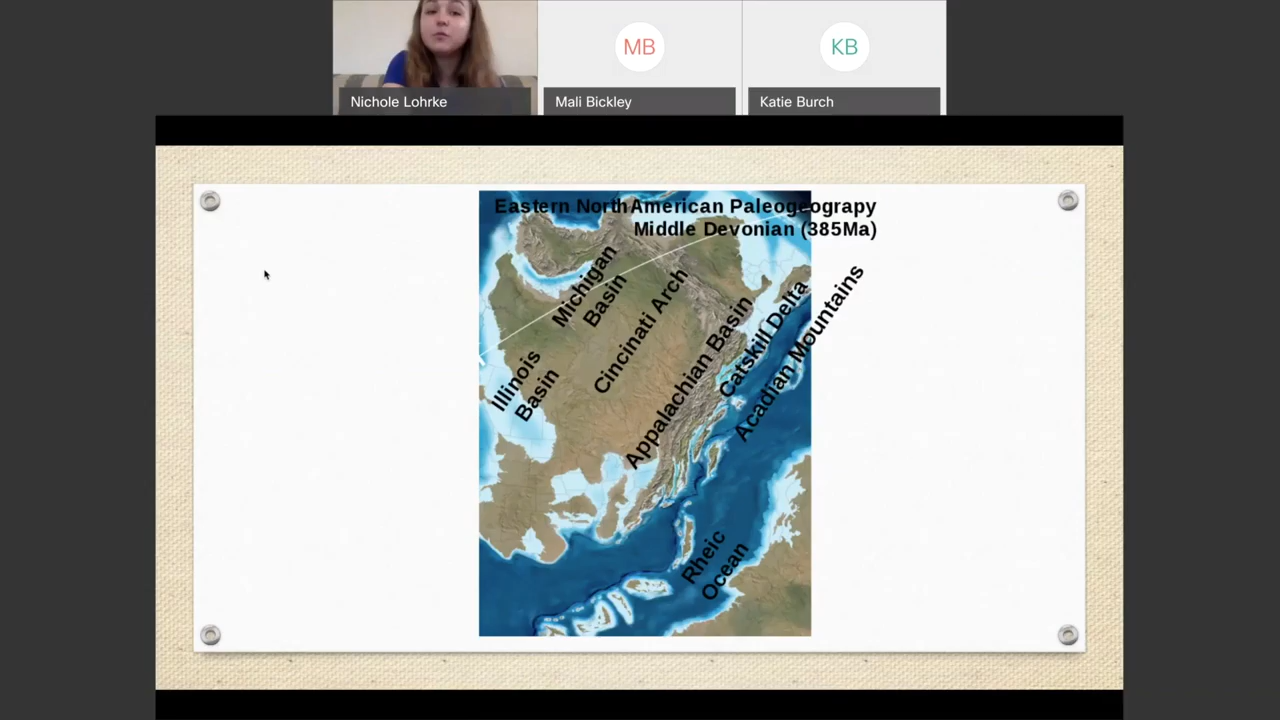 Nichole Lohrke
MB
Mali Bickley
KB
Katie Burch
Eastern North American Paleogeograpy
Middle Devonian (385Ma)
Michigan
Basin
Cincinati Arch
Illinois
Basin
Appalachian Basin
Catskill Delta
Acadian Mountains
Rheic
Ocean